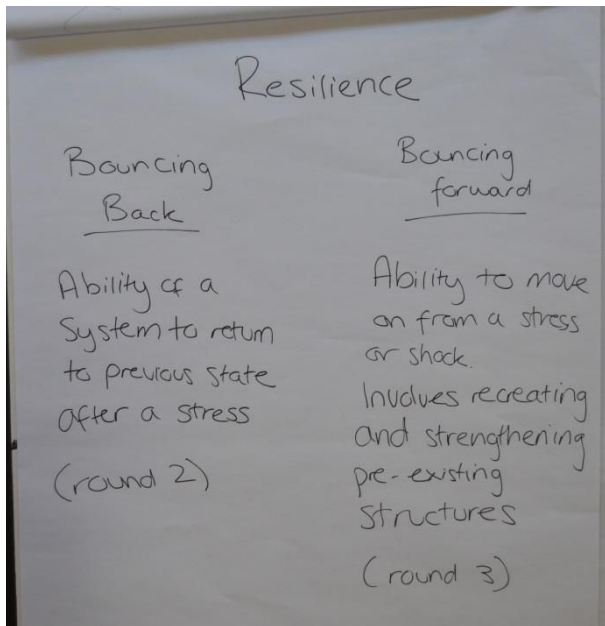 Resilience
Bouncing
Back
Ability of a
System to return
to previous state
after a stress
(round 2)
Bouncing
forward
Ability to move
on from a stress
or shock.
Involves recreating
and strengthening
pre-existing
structures
(round 3)